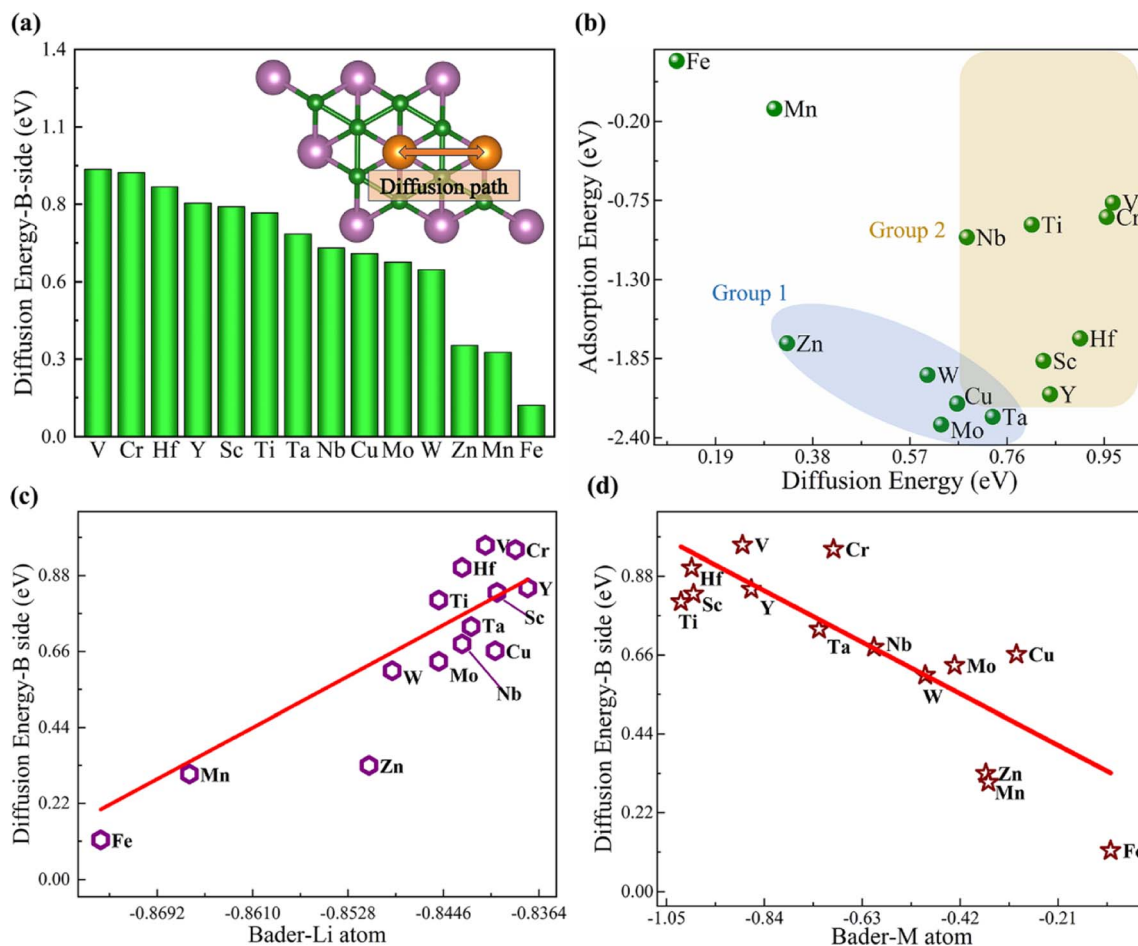 (a)
Diffusion Energy-B-side (eV)
1.4
1.1
0.8
0.6
0.3
0.0
V Cr Hf Y Sc Ti Ta Nb Cu Mo W Zn Mn Fe
Diffusion path
(b)
Adsorption Energy (eV)
-0.20
-0.75
-1.30
-1.85
-2.40
Fe
Mn
V
Cr
Ti
Nb
Group 2
Group 1
Zn
Hf
Sc
W
Y
Cu
Ta
Mo
0.19 0.38 0.57 0.76 0.95
Diffusion Energy (eV)
(c)
Diffusion Energy-B side (eV)
0.88
0.66
0.44
0.22
0.00
V
Cr
Hf
Y
Ti
Sc
Ta
Cu
Mo
W
Nb
Zn
Mn
Fe
-0.8692 -0.8610 -0.8528 -0.8446 -0.8364
Bader-Li atom
(d)
Diffusion Energy-B side (eV)
0.88
0.66
0.44
0.22
0.00
V
Cr
Hf
Sc
Y
Ti
Ta
Nb
Cu
Mo
W
Zn
Mn
Fe
-1.05 -0.84 -0.63 -0.42 -0.21
Bader-M atom